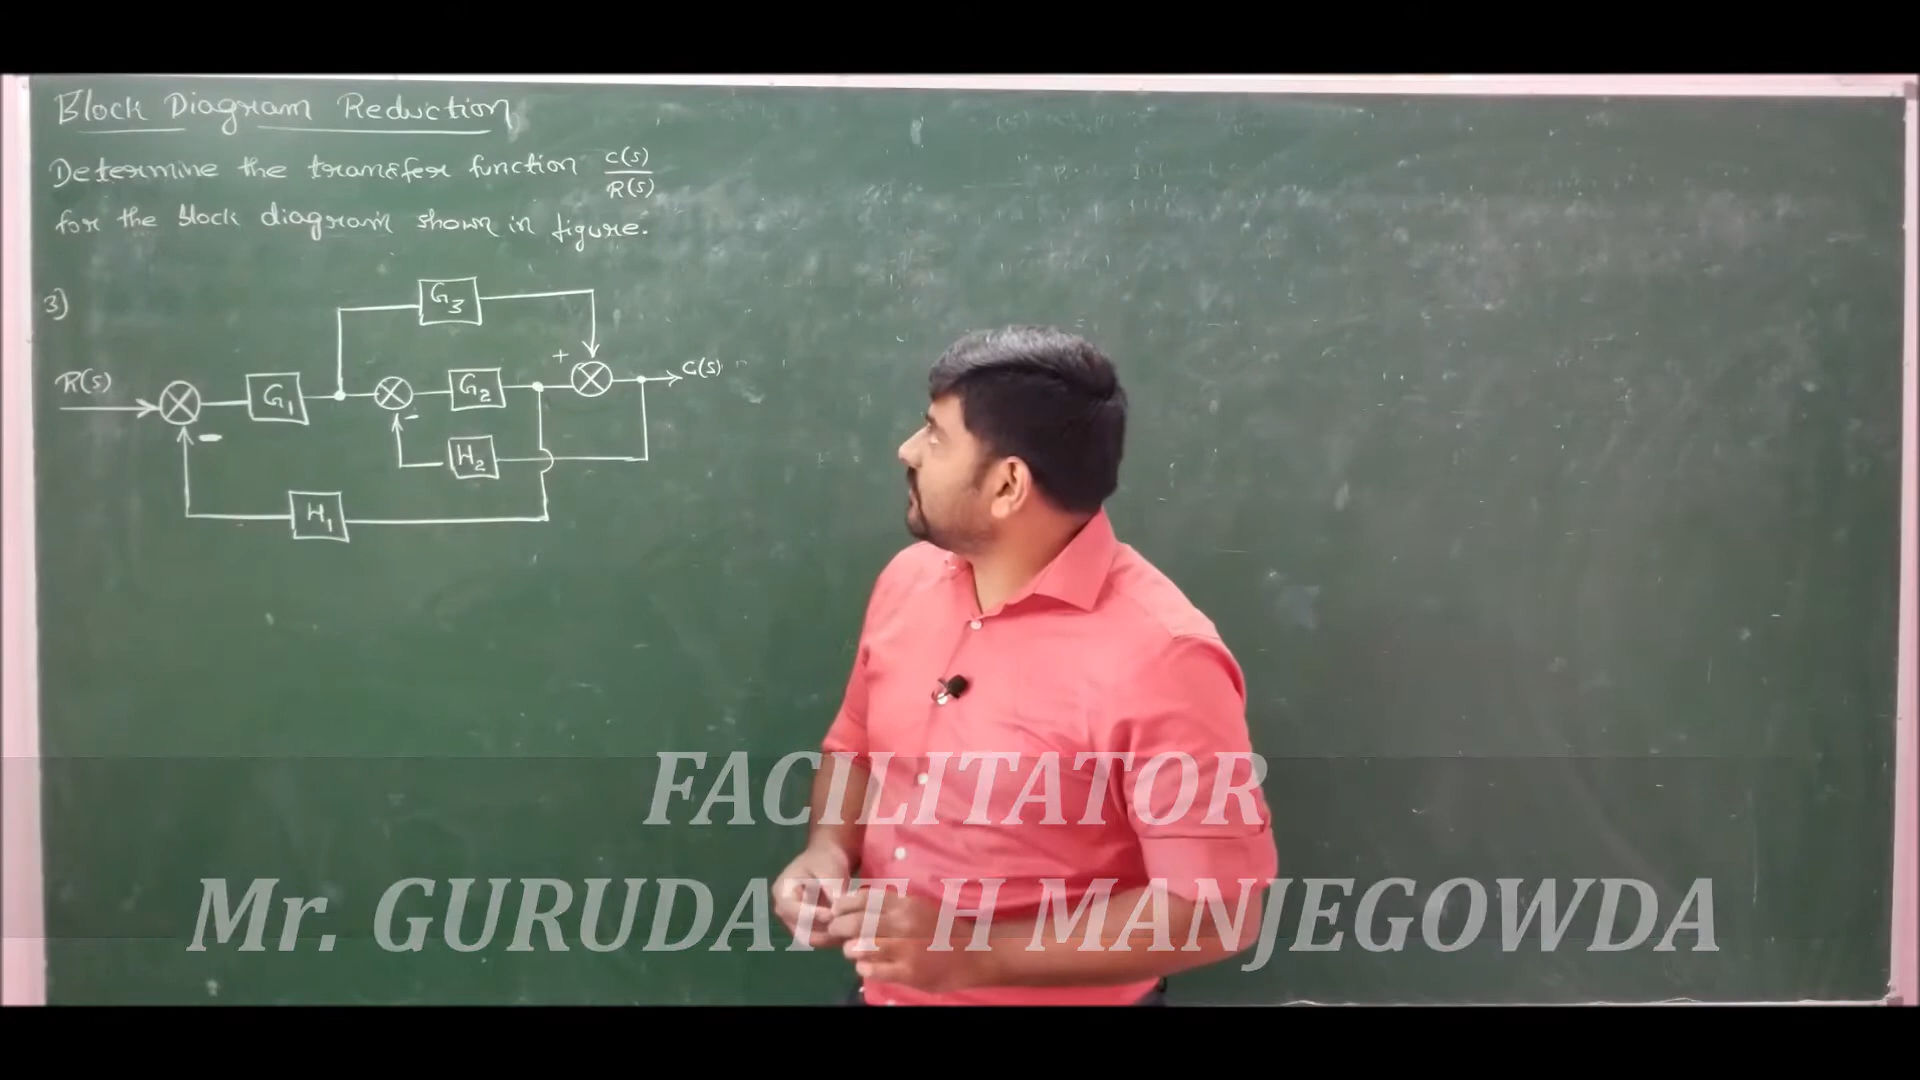 Block Diagram Reduction
Determine the transfer function C(s)/R(s)
for the block diagram shown in figure.
3)
G3
+
R(s)
G1
G2
C(s)
-
-
H2
H1
FACILITATOR
Mr. GURUDATT H MANJEGOWDA